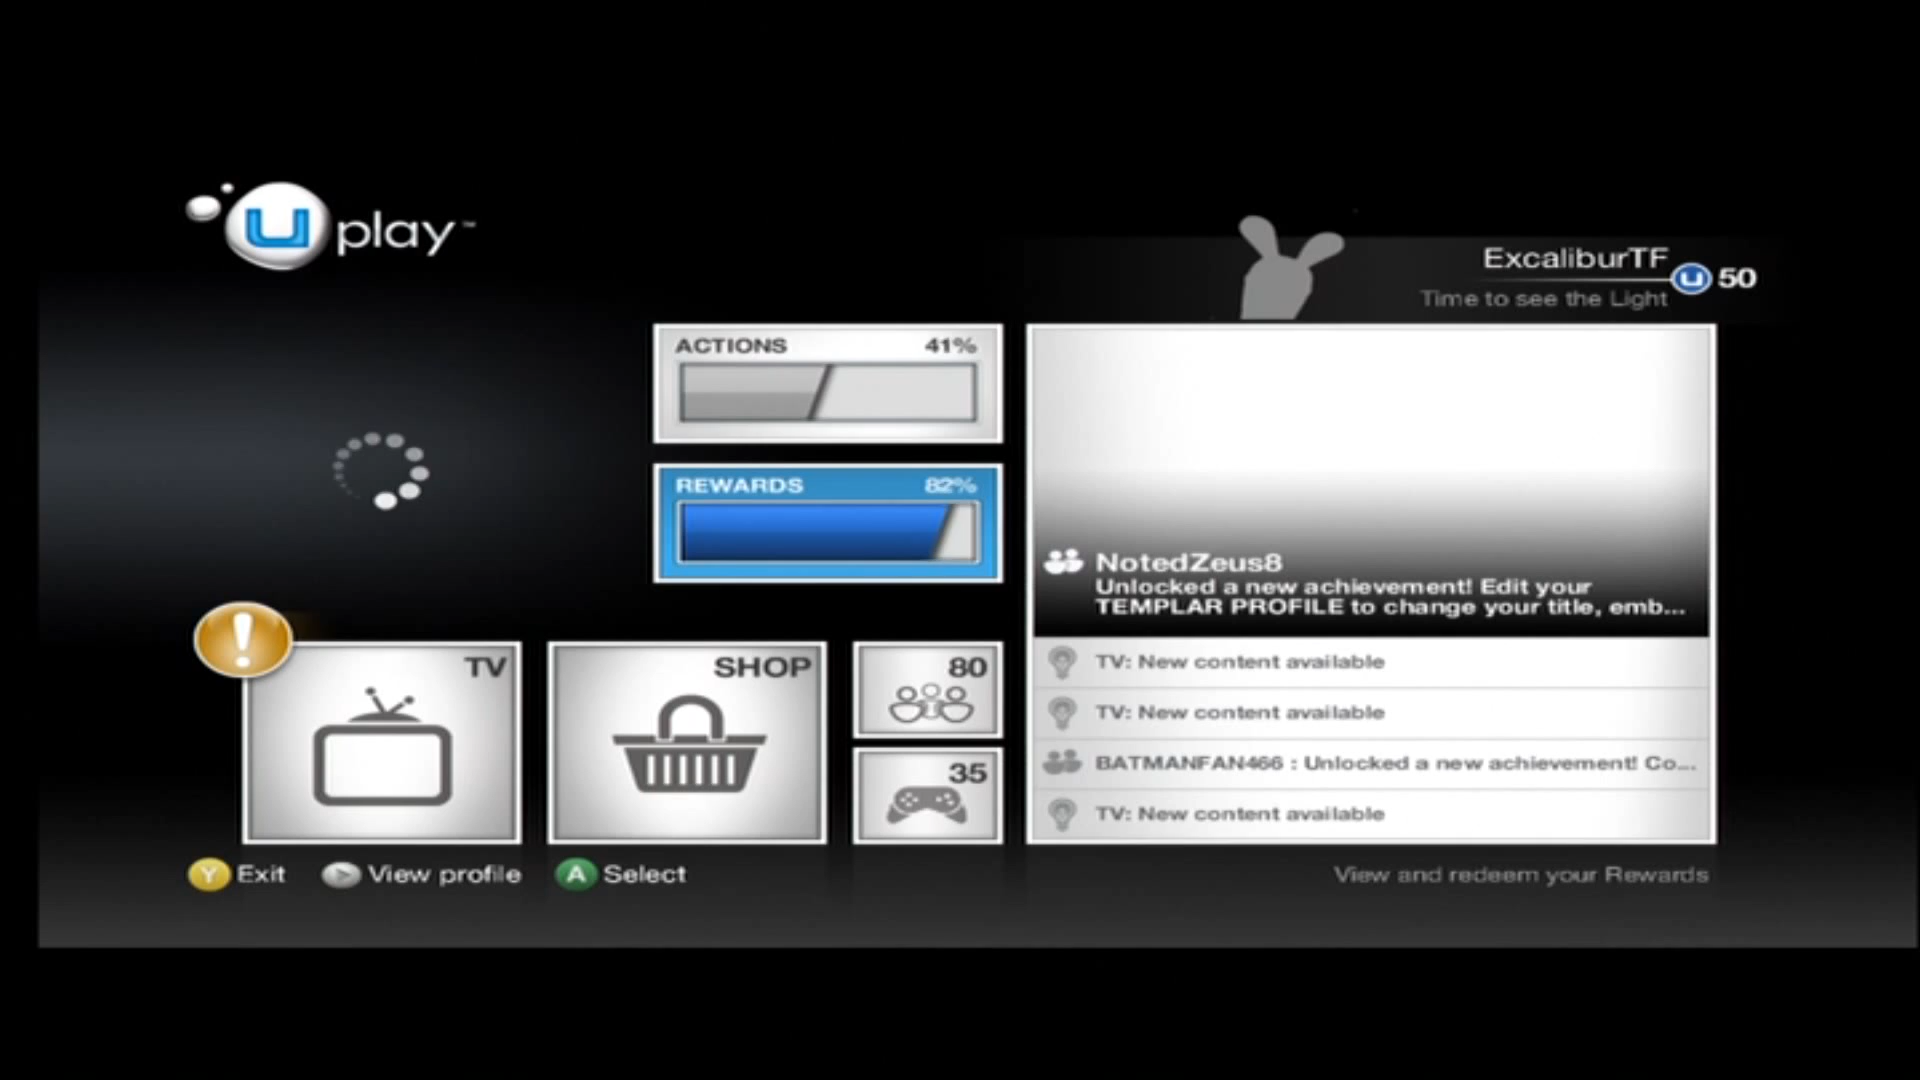 Uplay™
ExcaliburTF
50
Time to see the Light
ACTIONS 41%
REWARDS 82%
NotedZeus8
Unlocked a new achievement! Edit your
TEMPLAR PROFILE to change your title, emb...
TV: New content available
TV: New content available
BATMANFAN466 : Unlocked a new achievement! Co...
TV: New content available
!
TV
SHOP
80
35
Y Exit
View profile
A Select
View and redeem your Rewards